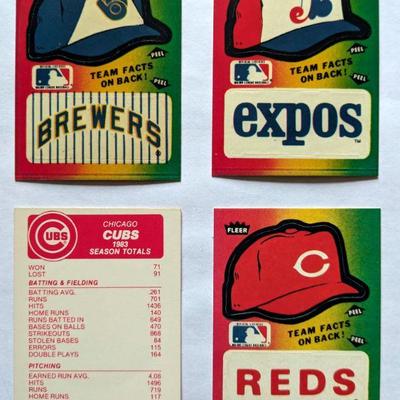 PEEL
TEAM FACTS
ON BACK!
PEEL
BREWERS
PEEL
TEAM FACTS
ON BACK!
PEEL
expos
TM
CUBS
CHICAGO
CUBS
1983
SEASON TOTALS
WON 71
LOST 91
BATTING & FIELDING
BATTING AVG. .261
RUNS 701
HITS 1436
HOME RUNS 140
RUNS BATTED IN 649
BASES ON BALLS 470
STRIKEOUTS 868
STOLEN BASES 84
ERRORS 115
DOUBLE PLAYS 164
PITCHING
EARNED RUN AVG. 4.08
HITS 1496
RUNS 719
HOME RUNS 117
FLEER
C
PEEL
TEAM FACTS
ON BACK!
PEEL
REDS